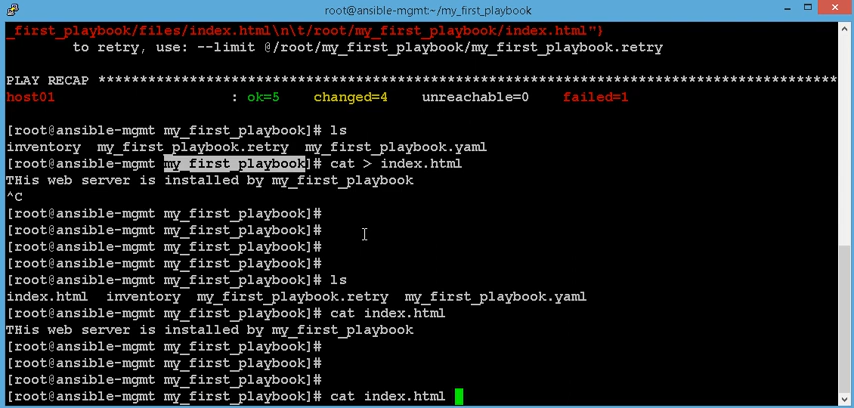 root@ansible-mgmt:~/my_first_playbook
_first_playbook/files/index.html\n\t/root/my_first_playbook/index.html"}
to retry, use: --limit @/root/my_first_playbook/my_first_playbook.retry
PLAY RECAP *****************************************************************************************
host01 : ok=5 changed=4 unreachable=0 failed=1
[root@ansible-mgmt my_first_playbook]# ls
inventory my_first_playbook.retry my_first_playbook.yaml
[root@ansible-mgmt my_first_playbook]# cat > index.html
THis web server is installed by my_first_playbook
^C
[root@ansible-mgmt my_first_playbook]#
[root@ansible-mgmt my_first_playbook]#
[root@ansible-mgmt my_first_playbook]#
[root@ansible-mgmt my_first_playbook]#
[root@ansible-mgmt my_first_playbook]# ls
index.html inventory my_first_playbook.retry my_first_playbook.yaml
[root@ansible-mgmt my_first_playbook]# cat index.html
THis web server is installed by my_first_playbook
[root@ansible-mgmt my_first_playbook]#
[root@ansible-mgmt my_first_playbook]#
[root@ansible-mgmt my_first_playbook]#
[root@ansible-mgmt my_first_playbook]# cat index.html